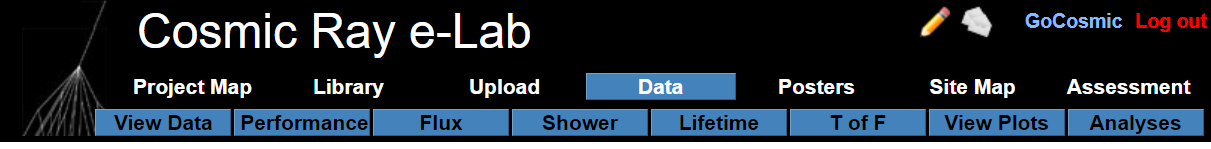 Cosmic Ray e-Lab
GoCosmic Log out
Project Map Library Upload Data Posters Site Map Assessment
View Data Performance Flux Shower Lifetime T of F View Plots Analyses